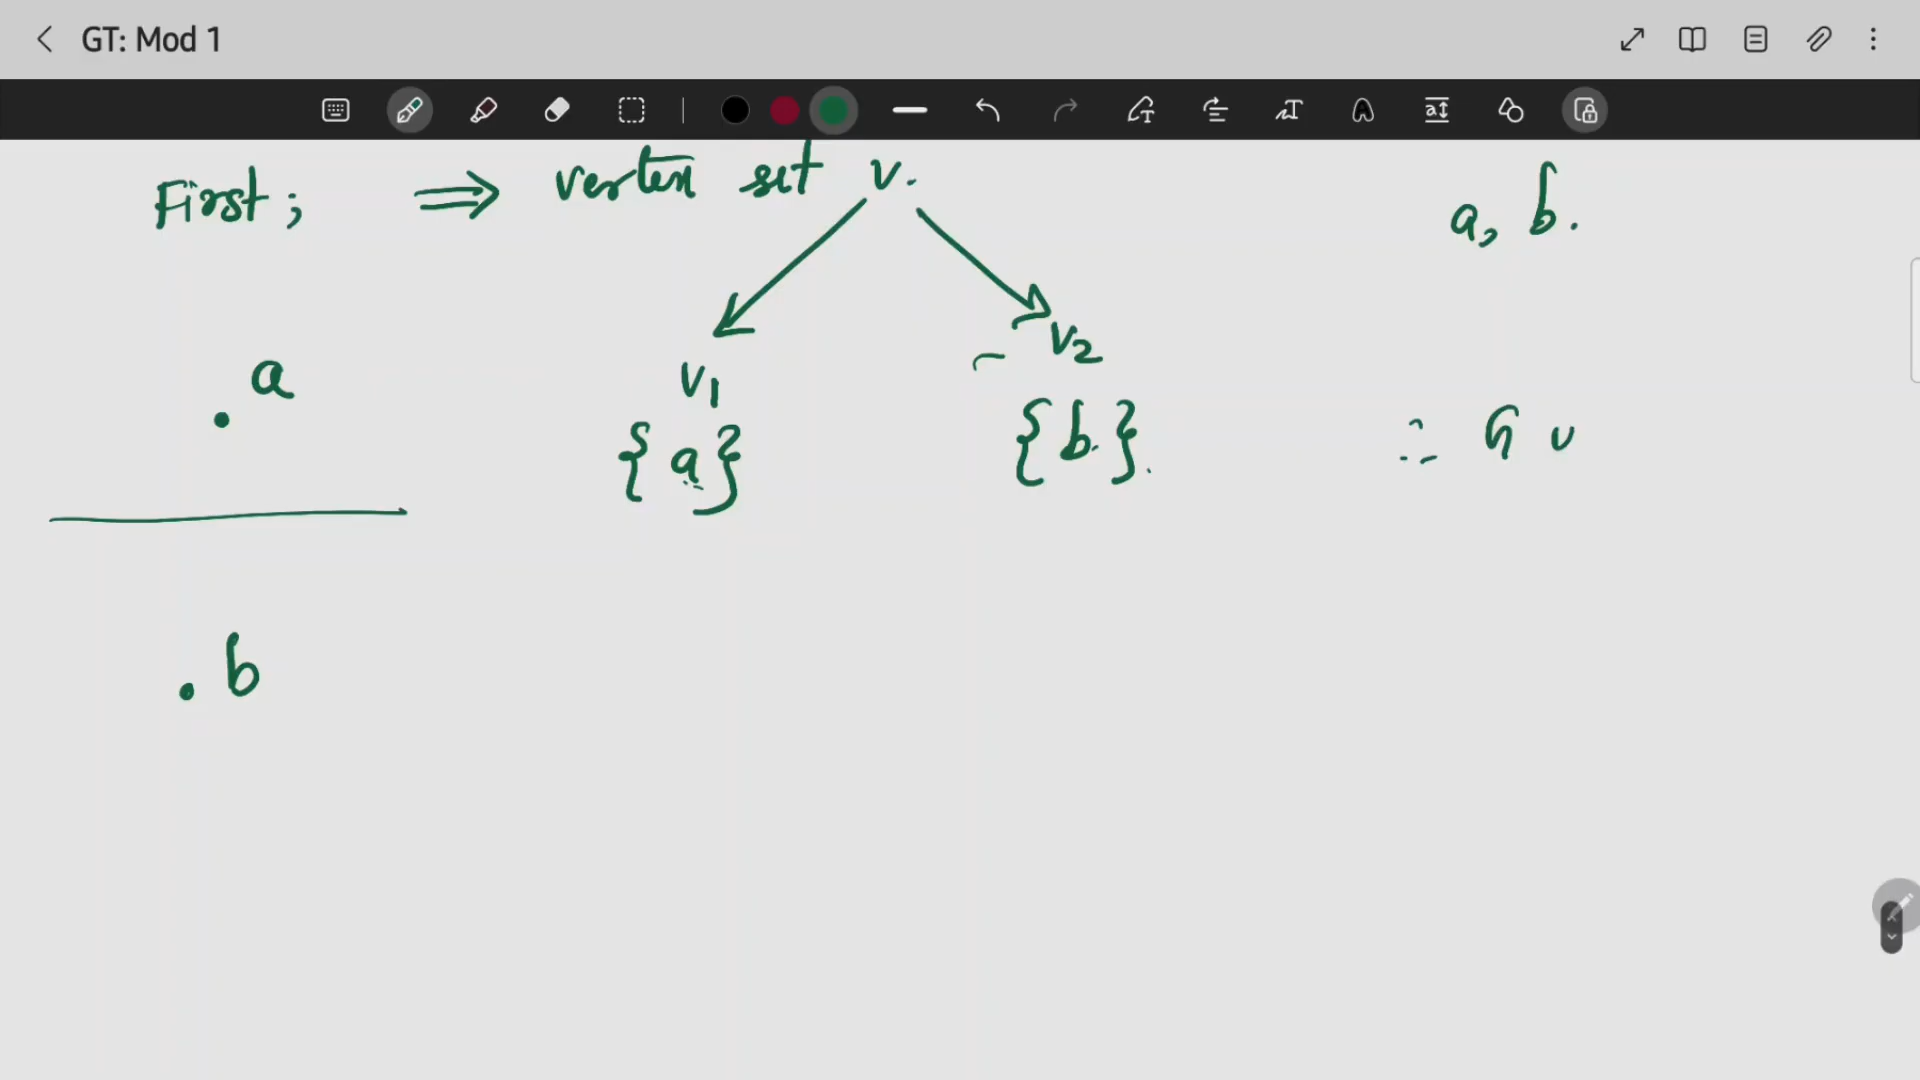 GT: Mod 1
First; ⇒ vertex set v.
a, b.
a
v1
v2
{a}
{b}.
∴ G
b